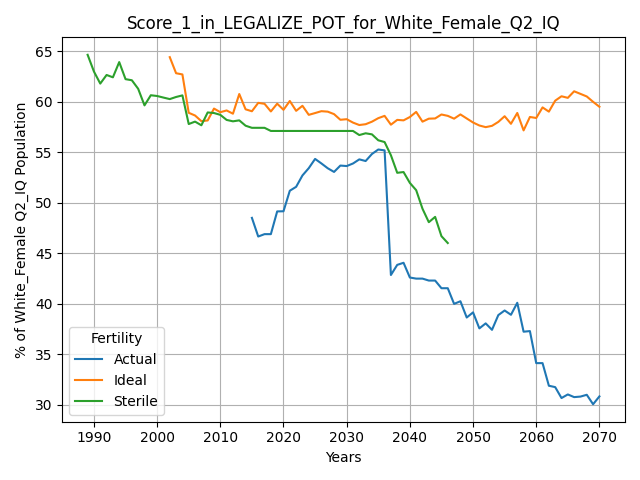 Score_1_in_LEGALIZE_POT_for_White_Female_Q2_IQ
% of White_Female Q2_IQ Population
65
60
55
50
45
40
35
30
Fertility
Actual
Ideal
Sterile
1990 2000 2010 2020 2030 2040 2050 2060 2070
Years